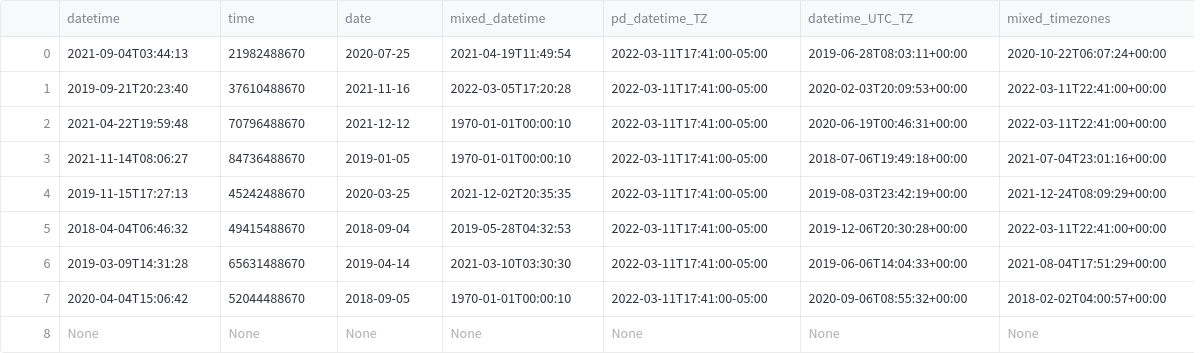 datetime time date mixed_datetime pd_datetime_TZ datetime_UTC_TZ mixed_timezones
0 2021-09-04T03:44:13 21982488670 2020-07-25 2021-04-19T11:49:54 2022-03-11T17:41:00-05:00 2019-06-28T08:03:11+00:00 2020-10-22T06:07:24+00:00
1 2019-09-21T20:23:40 37610488670 2021-11-16 2022-03-05T17:20:28 2022-03-11T17:41:00-05:00 2020-02-03T20:09:53+00:00 2022-03-11T22:41:00+00:00
2 2021-04-22T19:59:48 70796488670 2021-12-12 1970-01-01T00:00:10 2022-03-11T17:41:00-05:00 2020-06-19T00:46:31+00:00 2022-03-11T22:41:00+00:00
3 2021-11-14T08:06:27 84736488670 2019-01-05 1970-01-01T00:00:10 2022-03-11T17:41:00-05:00 2018-07-06T19:49:18+00:00 2021-07-04T23:01:16+00:00
4 2019-11-15T17:27:13 45242488670 2020-03-25 2021-12-02T20:35:35 2022-03-11T17:41:00-05:00 2019-08-03T23:42:19+00:00 2021-12-24T08:09:29+00:00
5 2018-04-04T06:46:32 49415488670 2018-09-04 2019-05-28T04:32:53 2022-03-11T17:41:00-05:00 2019-12-06T20:30:28+00:00 2022-03-11T22:41:00+00:00
6 2019-03-09T14:31:28 65631488670 2019-04-14 2021-03-10T03:30:30 2022-03-11T17:41:00-05:00 2019-06-06T14:04:33+00:00 2021-08-04T17:51:29+00:00
7 2020-04-04T15:06:42 52044488670 2018-09-05 1970-01-01T00:00:10 2022-03-11T17:41:00-05:00 2020-09-06T08:55:32+00:00 2018-02-02T04:00:57+00:00
8 None None None None None None None